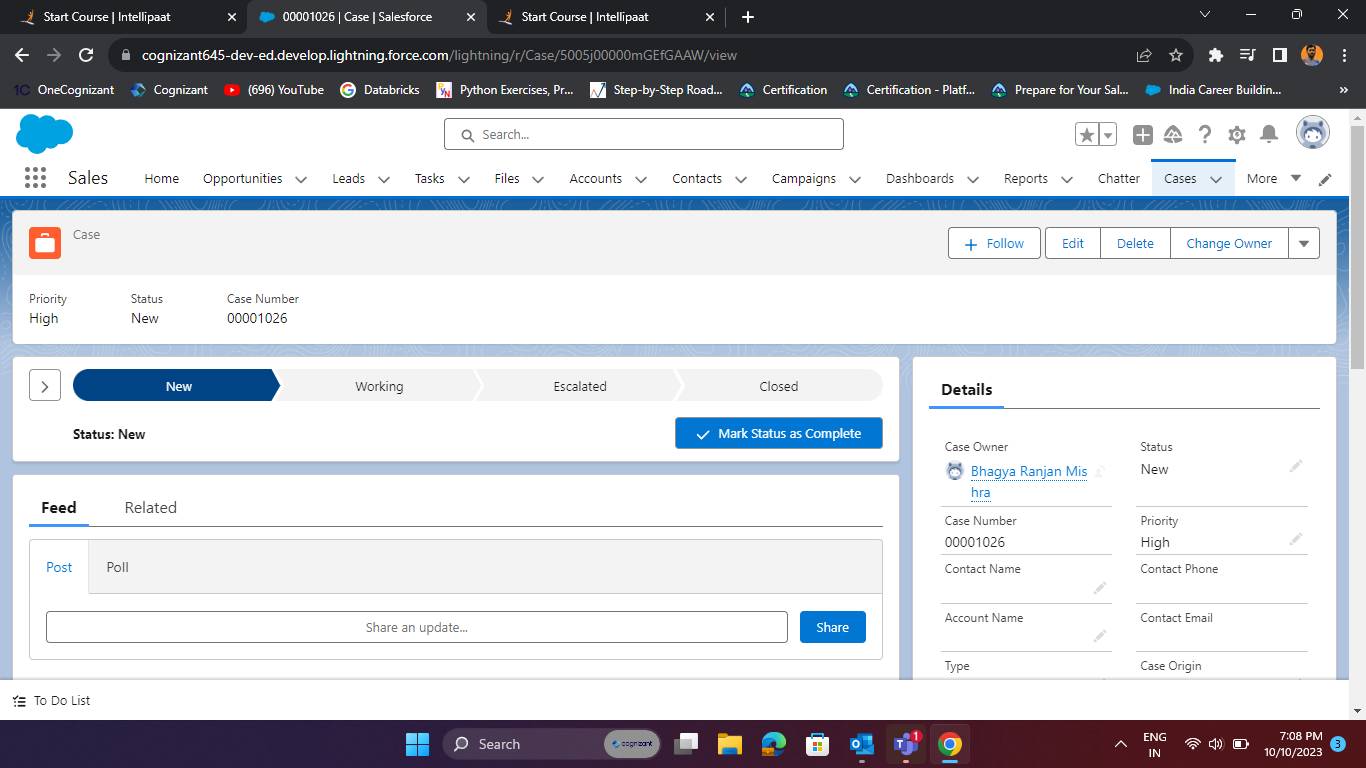 Start Course | Intellipaat
00001026 | Case | Salesforce
Start Course | Intellipaat
cognizant645-dev-ed.develop.lightning.force.com/lightning/r/Case/5005j00000mGEfGAAW/view
1C OneCognizant
Cognizant
(696) YouTube
Databricks
Python Exercises, Pr...
Step-by-Step Road...
Certification
Certification - Platf...
Prepare for Your Sal...
India Career Buildin...
»
Search...
Sales
Home
Opportunities
Leads
Tasks
Files
Accounts
Contacts
Campaigns
Dashboards
Reports
Chatter
Cases
More
Case
Follow
Edit
Delete
Change Owner
Priority
High
Status
New
Case Number
00001026
New
Working
Escalated
Closed
Status: New
Mark Status as Complete
Feed
Related
Post
Poll
Share an update...
Share
Details
Case Owner
Bhagya Ranjan Mis
hra
Status
New
Case Number
00001026
Priority
High
Contact Name
Contact Phone
Account Name
Contact Email
Type
Case Origin
To Do List
Search
cognizant
1
ENG
IN
7:08 PM
10/10/2023
3